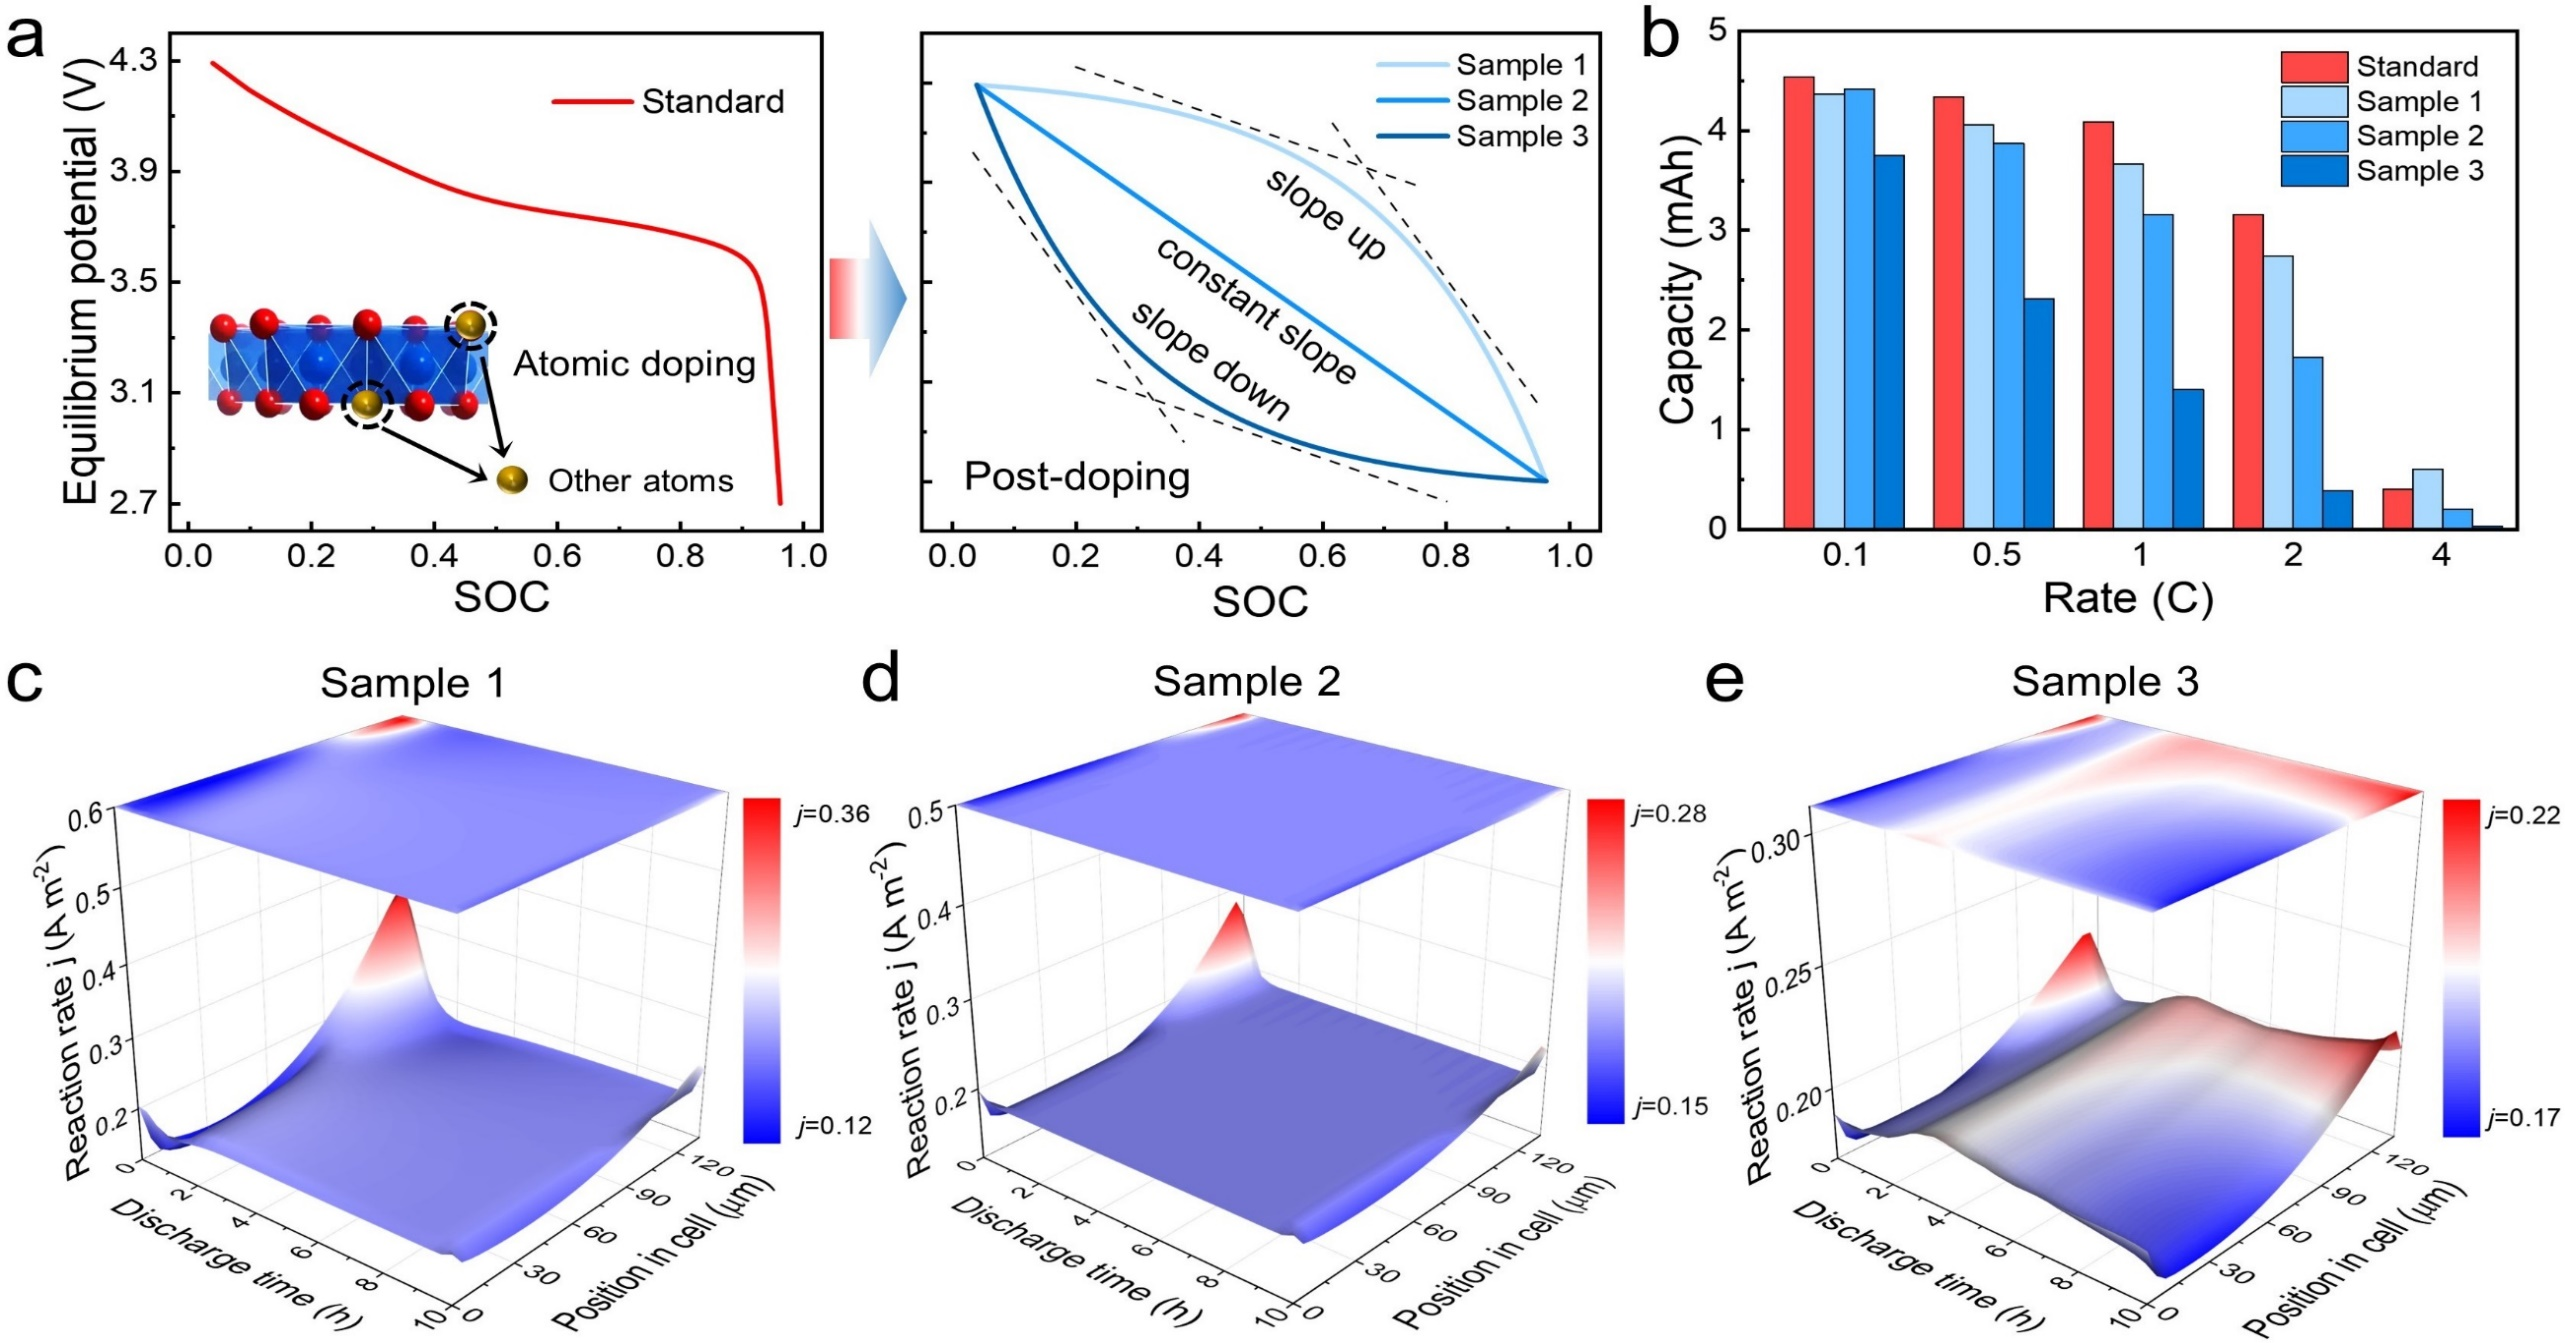 a
Equilibrium potential (V)
4.3
3.9
3.5
3.1
2.7
Standard
Atomic doping
Other atoms
0.0 0.2 0.4 0.6 0.8 1.0
SOC
Sample 1
Sample 2
Sample 3
slope up
constant slope
slope down
Post-doping
0.0 0.2 0.4 0.6 0.8 1.0
SOC
b
Capacity (mAh)
5
4
3
2
1
0
Standard
Sample 1
Sample 2
Sample 3
0.1 0.5 1 2 4
Rate (C)
c
Sample 1
Reaction rate j (A m⁻²)
0.6
0.5
0.4
0.3
0.2
0 2 4 6 8 10
Discharge time (h)
0 30 60 90 120
Position in cell (μm)
j=0.36
j=0.12
d
Sample 2
Reaction rate j (A m⁻²)
0.5
0.4
0.3
0.2
0 2 4 6 8 10
Discharge time (h)
0 30 60 90 120
Position in cell (μm)
j=0.28
j=0.15
e
Sample 3
Reaction rate j (A m⁻²)
0.30
0.25
0.20
0 2 4 6 8 10
Discharge time (h)
0 30 60 90 120
Position in cell (μm)
j=0.22
j=0.17